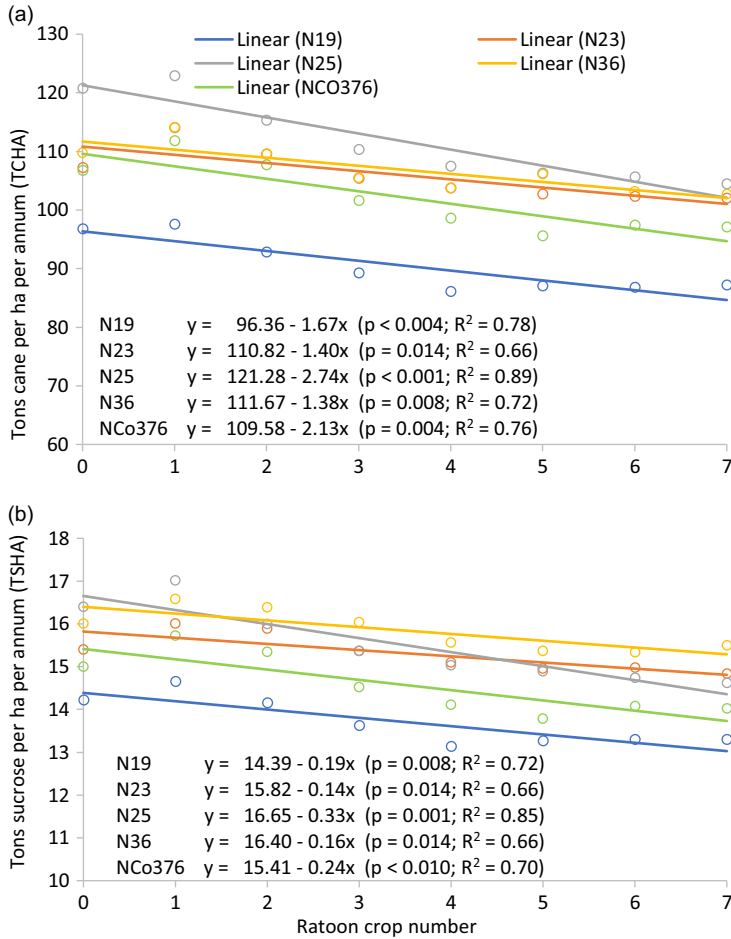 (a)
Tons cane per ha per annum (TCHA)
130
120
110
100
90
80
70
60
Linear (N19)
Linear (N23)
Linear (N25)
Linear (N36)
Linear (NCO376)
N19 y = 96.36 - 1.67x (p < 0.004; R² = 0.78)
N23 y = 110.82 - 1.40x (p = 0.014; R² = 0.66)
N25 y = 121.28 - 2.74x (p < 0.001; R² = 0.89)
N36 y = 111.67 - 1.38x (p = 0.008; R² = 0.72)
NCo376 y = 109.58 - 2.13x (p = 0.004; R² = 0.76)
0 1 2 3 4 5 6 7
(b)
Tons sucrose per ha per annum (TSHA)
18
17
16
15
14
13
12
11
10
N19 y = 14.39 - 0.19x (p = 0.008; R² = 0.72)
N23 y = 15.82 - 0.14x (p = 0.014; R² = 0.66)
N25 y = 16.65 - 0.33x (p = 0.001; R² = 0.85)
N36 y = 16.40 - 0.16x (p = 0.014; R² = 0.66)
NCo376 y = 15.41 - 0.24x (p < 0.010; R² = 0.70)
0 1 2 3 4 5 6 7
Ratoon crop number